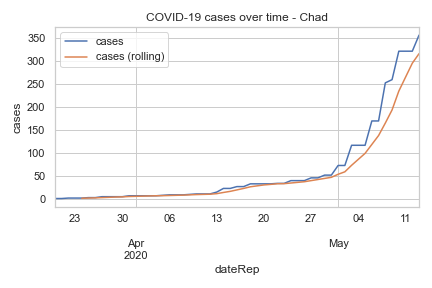 COVID-19 cases over time - Chad
cases
cases (rolling)
350
300
250
200
150
100
50
0
cases
23 30 06 13 20 27 04 11
Apr May
2020
dateRep